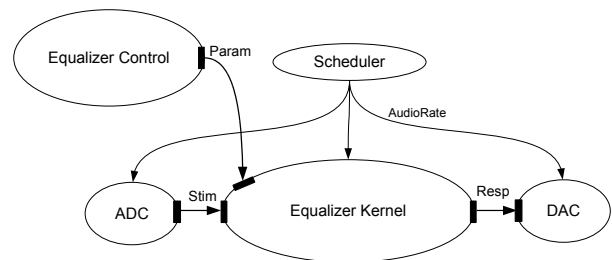 Equalizer Control
Param
Scheduler
AudioRate
ADC
Stim
Equalizer Kernel
Resp
DAC